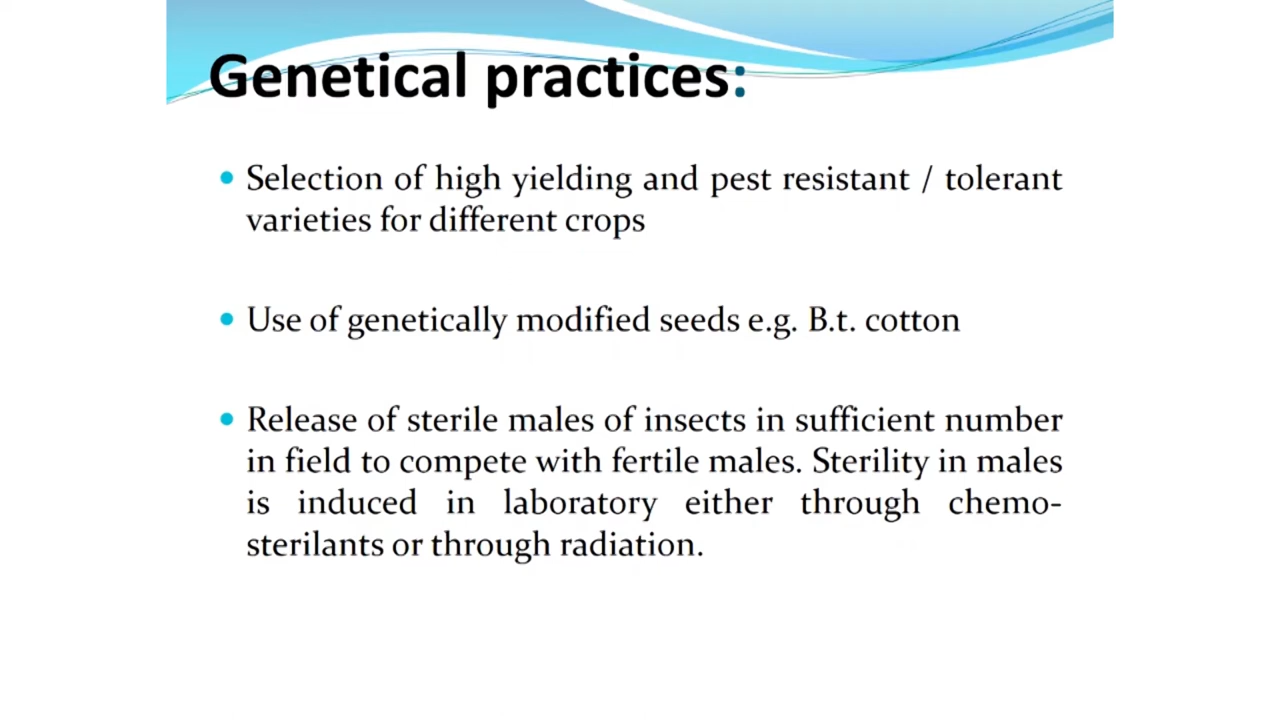 Genetical practices:
• Selection of high yielding and pest resistant / tolerant
varieties for different crops
• Use of genetically modified seeds e.g. B.t. cotton
• Release of sterile males of insects in sufficient number
in field to compete with fertile males. Sterility in males
is induced in laboratory either through chemo-
sterilants or through radiation.